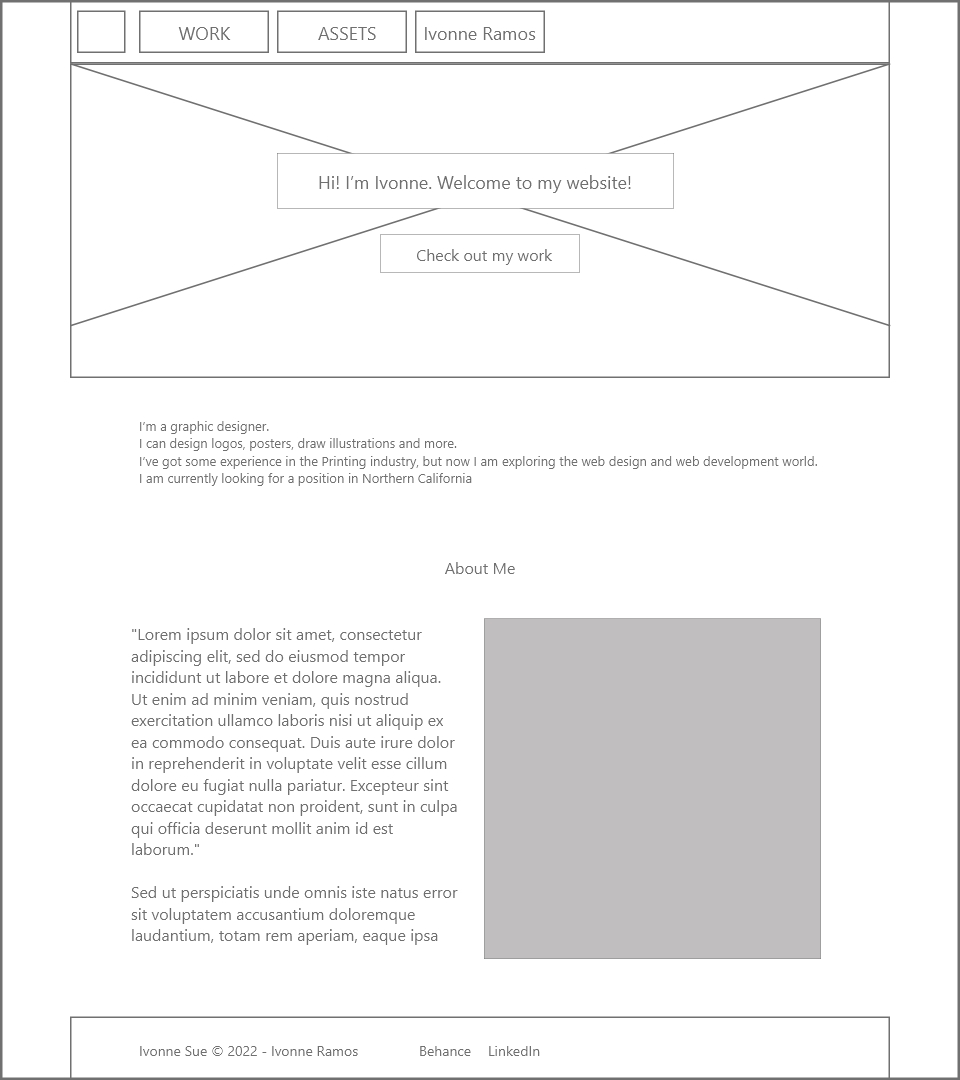 WORK
ASSETS
Ivonne Ramos
Hi! I’m Ivonne. Welcome to my website!
Check out my work
I’m a graphic designer.
I can design logos, posters, draw illustrations and more.
I’ve got some experience in the Printing industry, but now I am exploring the web design and web development world.
I am currently looking for a position in Northern California
About Me
"Lorem ipsum dolor sit amet, consectetur
adipiscing elit, sed do eiusmod tempor
incididunt ut labore et dolore magna aliqua.
Ut enim ad minim veniam, quis nostrud
exercitation ullamco laboris nisi ut aliquip ex
ea commodo consequat. Duis aute irure dolor
in reprehenderit in voluptate velit esse cillum
dolore eu fugiat nulla pariatur. Excepteur sint
occaecat cupidatat non proident, sunt in culpa
qui officia deserunt mollit anim id est
laborum."
Sed ut perspiciatis unde omnis iste natus error
sit voluptatem accusantium doloremque
laudantium, totam rem aperiam, eaque ipsa
Ivonne Sue © 2022 - Ivonne Ramos
Behance
LinkedIn